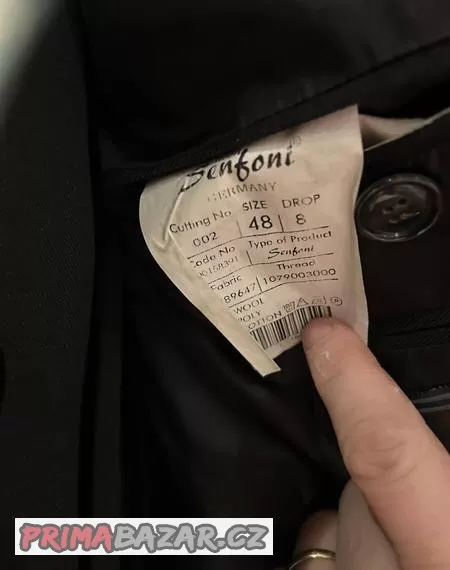 Senfoni®
GERMANY
Cutting No SIZE DROP
002 48 8
Code No Type of Product
Senfoni
Fabric Thread
89647 1079003000
WOOL
POLY
PRIMABAZAR.CZ